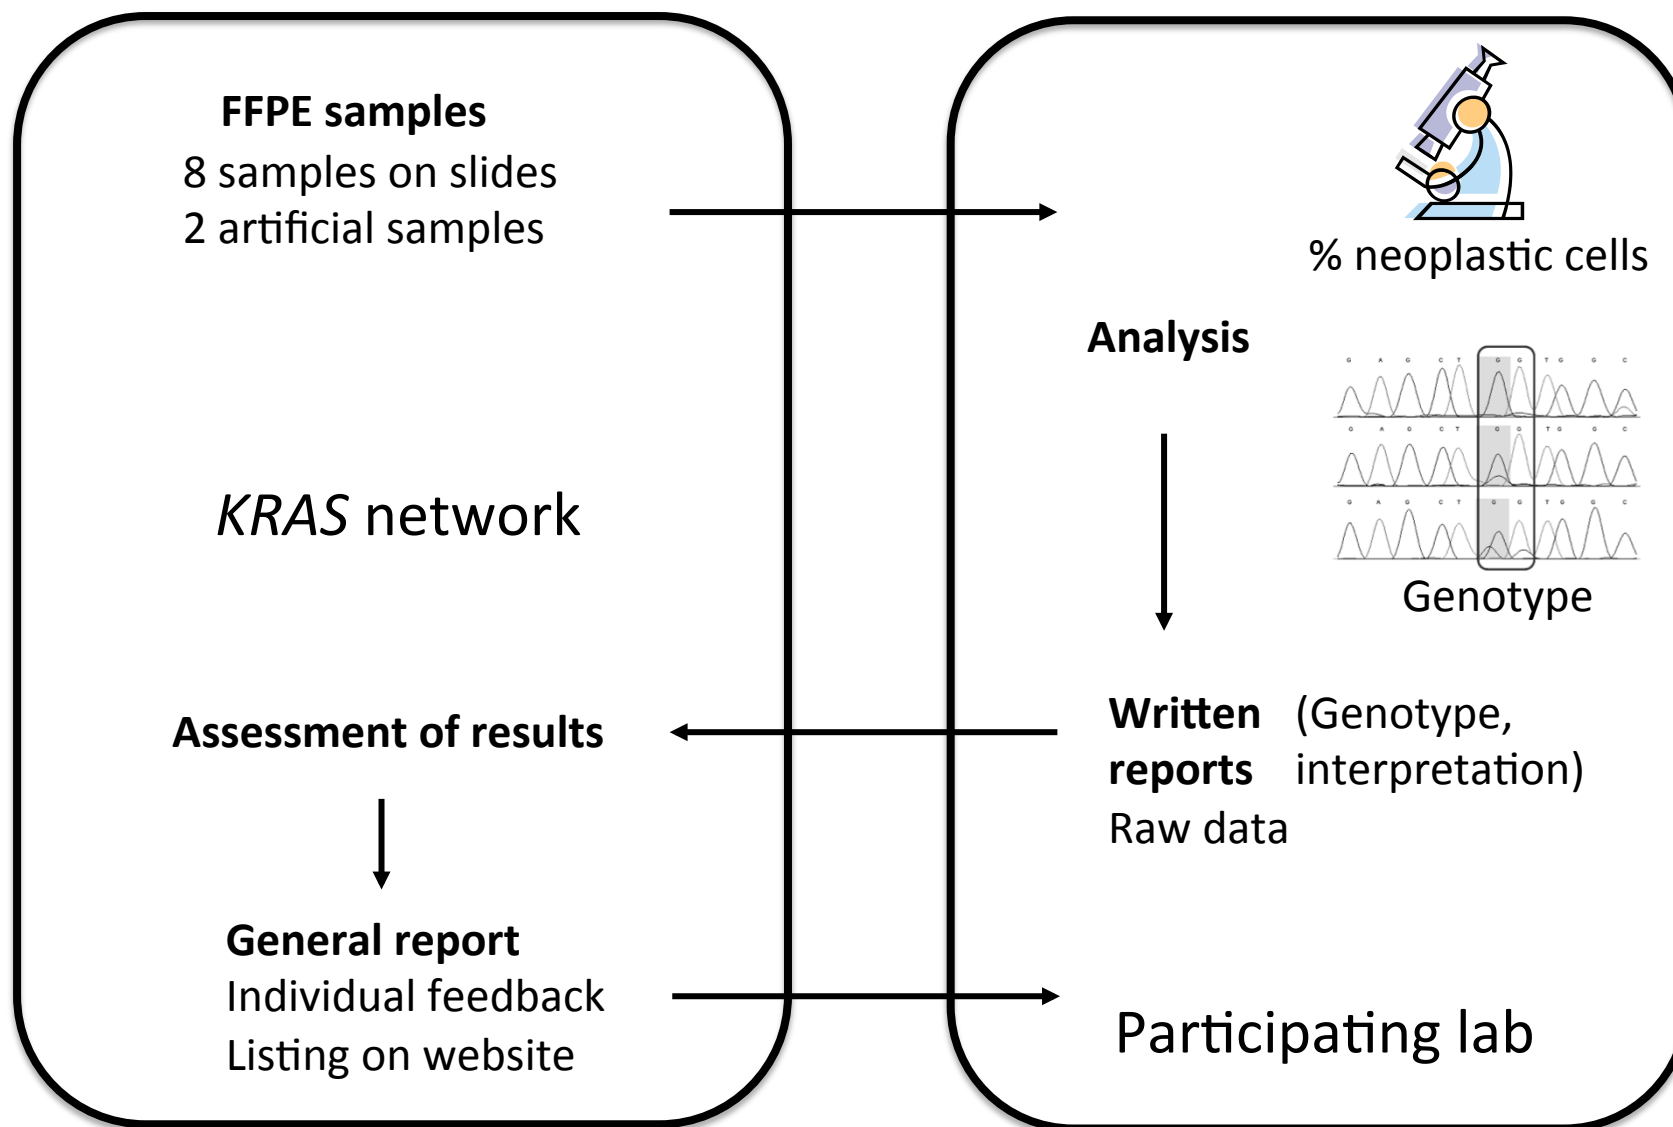 FFPE samples
8 samples on slides
2 artificial samples
KRAS network
Assessment of results
General report
Individual feedback
Listing on website
% neoplastic cells
Analysis
G A G C T G G T G G C
G A G C T G G T G G C
G A G C T G G T G G C
Genotype
Written (Genotype,
reports interpretation)
Raw data
Participating lab